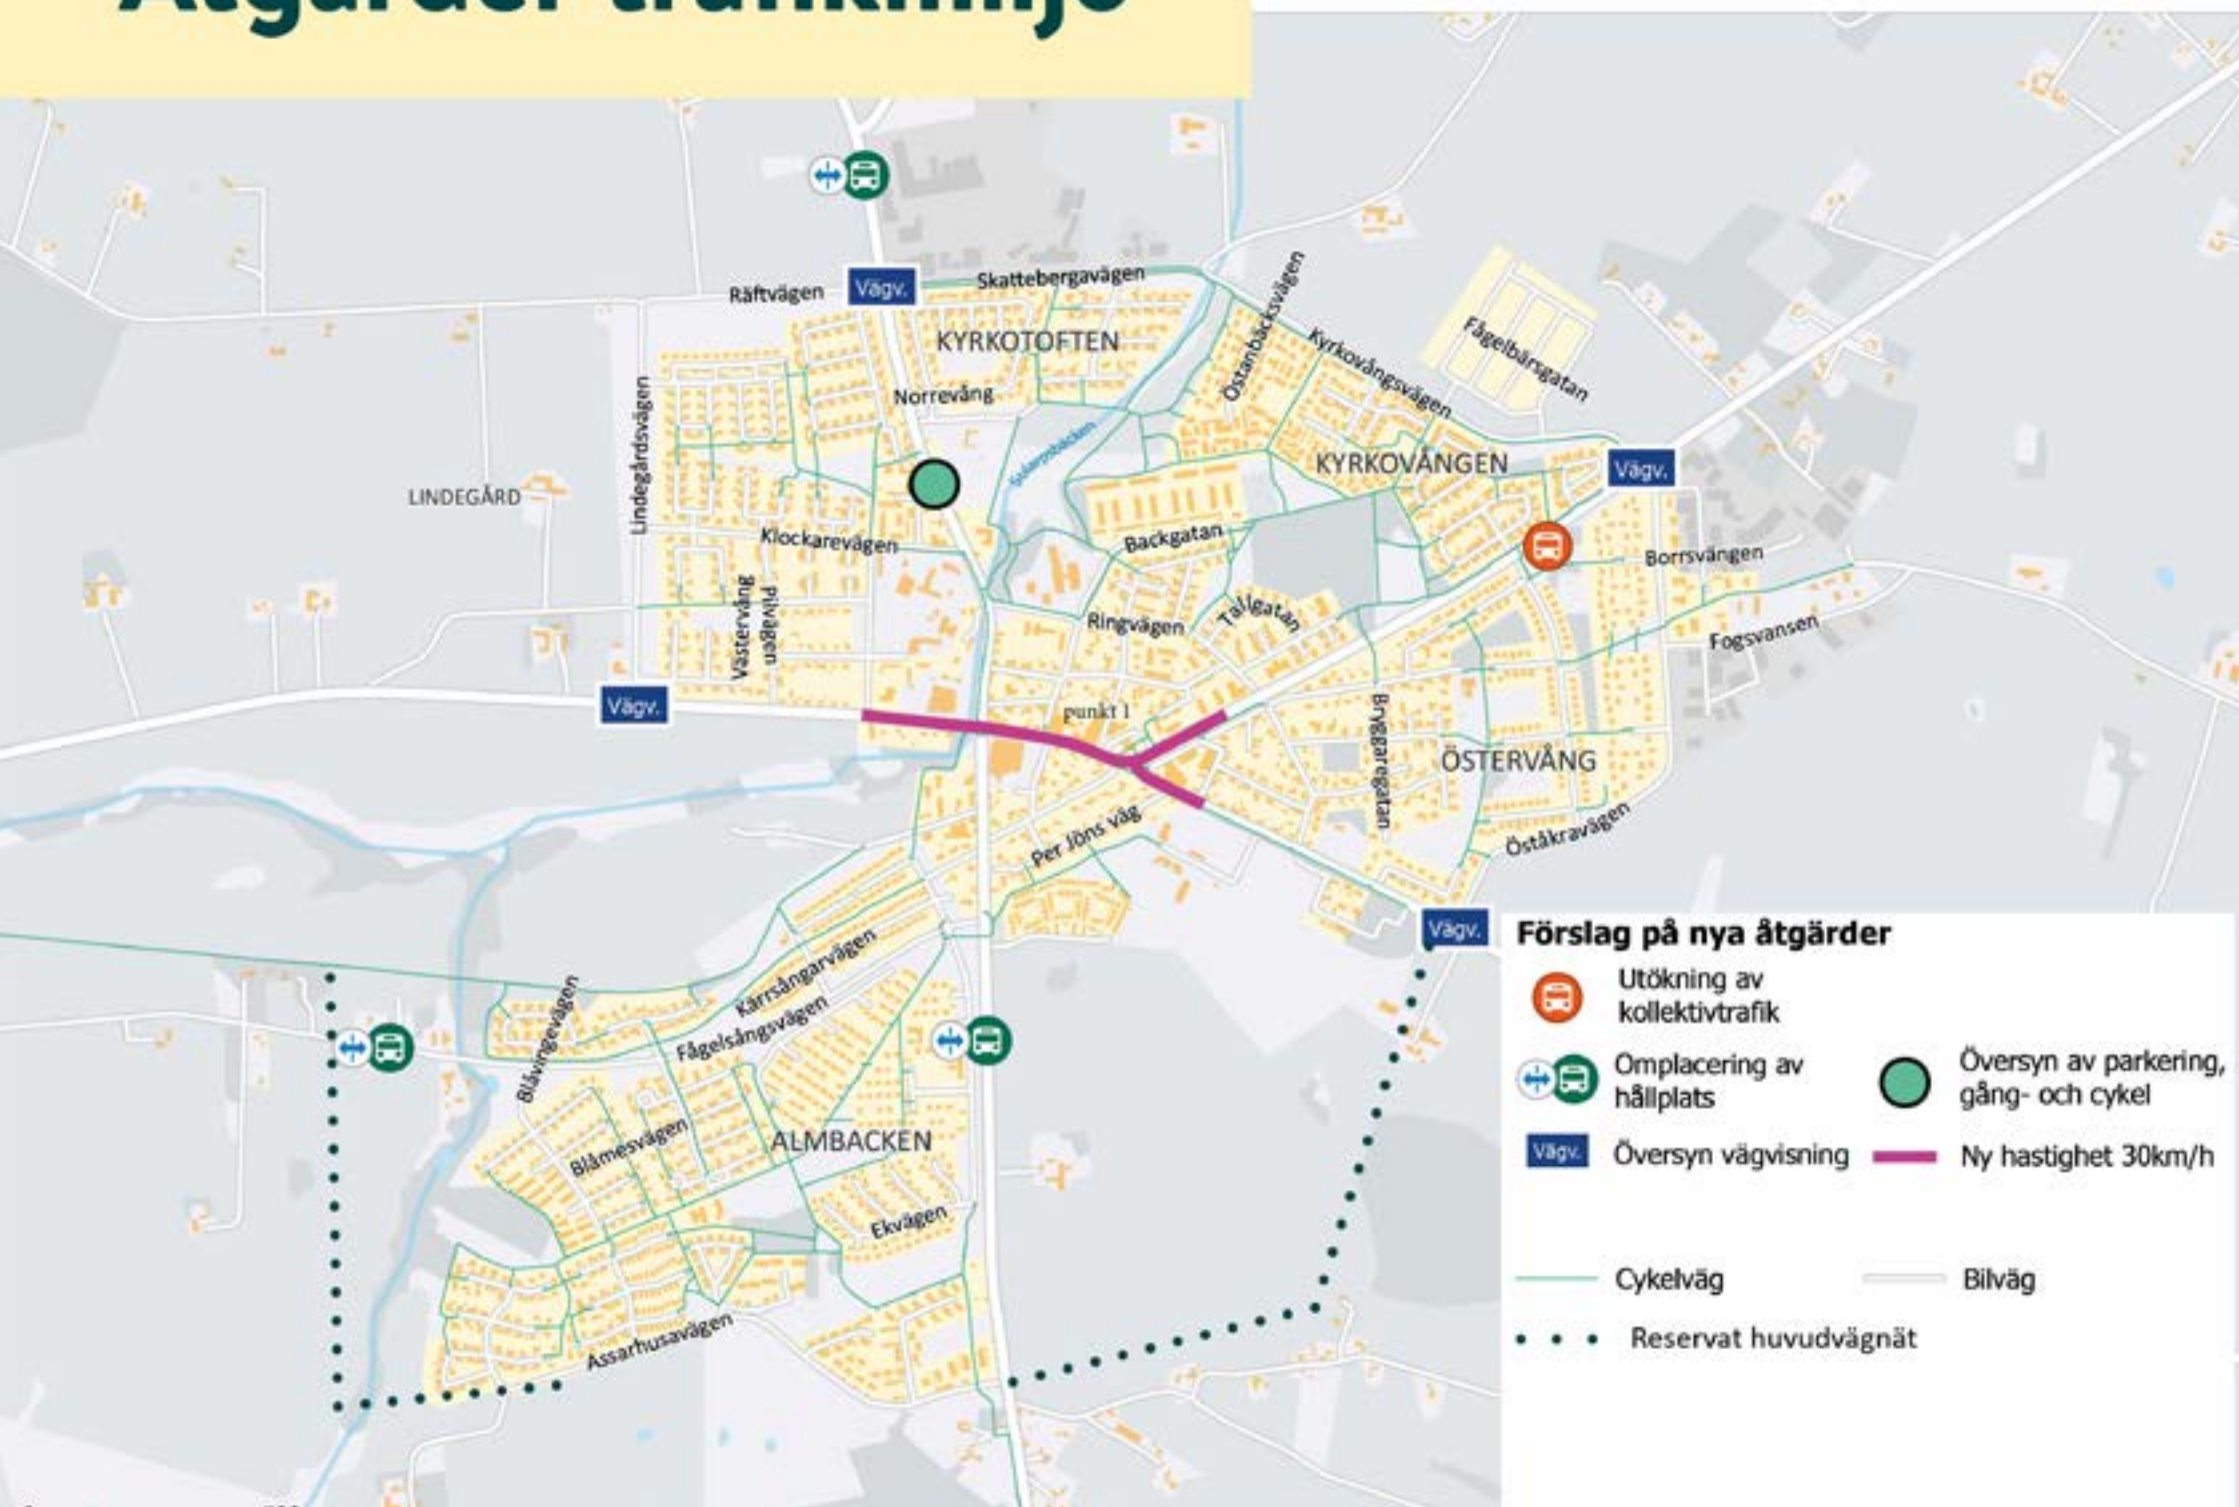 Åtgärder trafikmiljö
Vägv.
Räftvägen
Skattebergavägen
KYRKOTOFTEN
Norrevång
Östanbäcksvägen
Kyrkovångsvägen
Fågelbärsgatan
Lindegårdsvägen
LINDEGÅRD
KYRKOVÅNGEN
Vägv.
Klockarevägen
Backgatan
Borrsvängen
Västervång
Pilvägen
Ringvägen
Tallgatan
Fogsvansen
Vägv.
punkt 1
Bryggaregatan
ÖSTERVÅNG
Per Jöns väg
Öståkravägen
Vägv.
Kärrsångarvägen
Fågelsångsvägen
Blåvingevägen
Blåmesvägen
ALMBACKEN
Ekvägen
Assarhusavägen
Förslag på nya åtgärder
Utökning av
kollektivtrafik
Omplacering av
hållplats
Översyn av parkering,
gång- och cykel
Vägv.
Översyn vägvisning
Ny hastighet 30km/h
Cykelväg
Bilväg
Reservat huvudvägnät